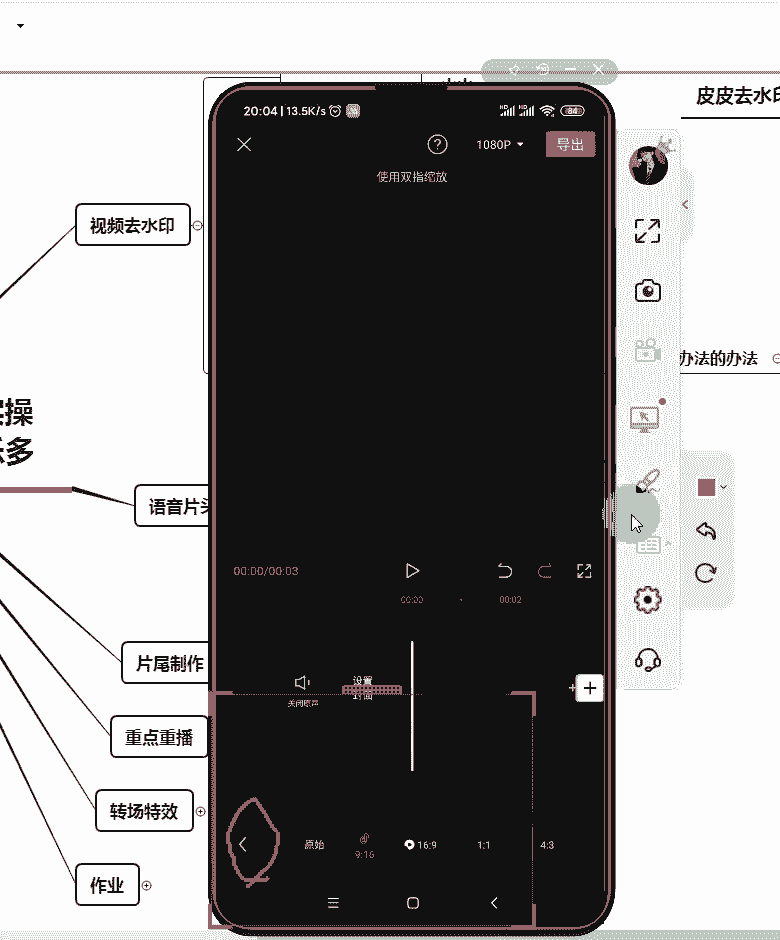 皮皮去水印
20:04 | 13.5K/s
84
1080P
导出
使用双指缩放
视频去水印
办法的办法
操
多
语音片头
00:00/00:03
00:00
00:02
片尾制作
设置
封面
关闭原声
重点重播
转场特效
原始
9:16
16:9
1:1
4:3
作业